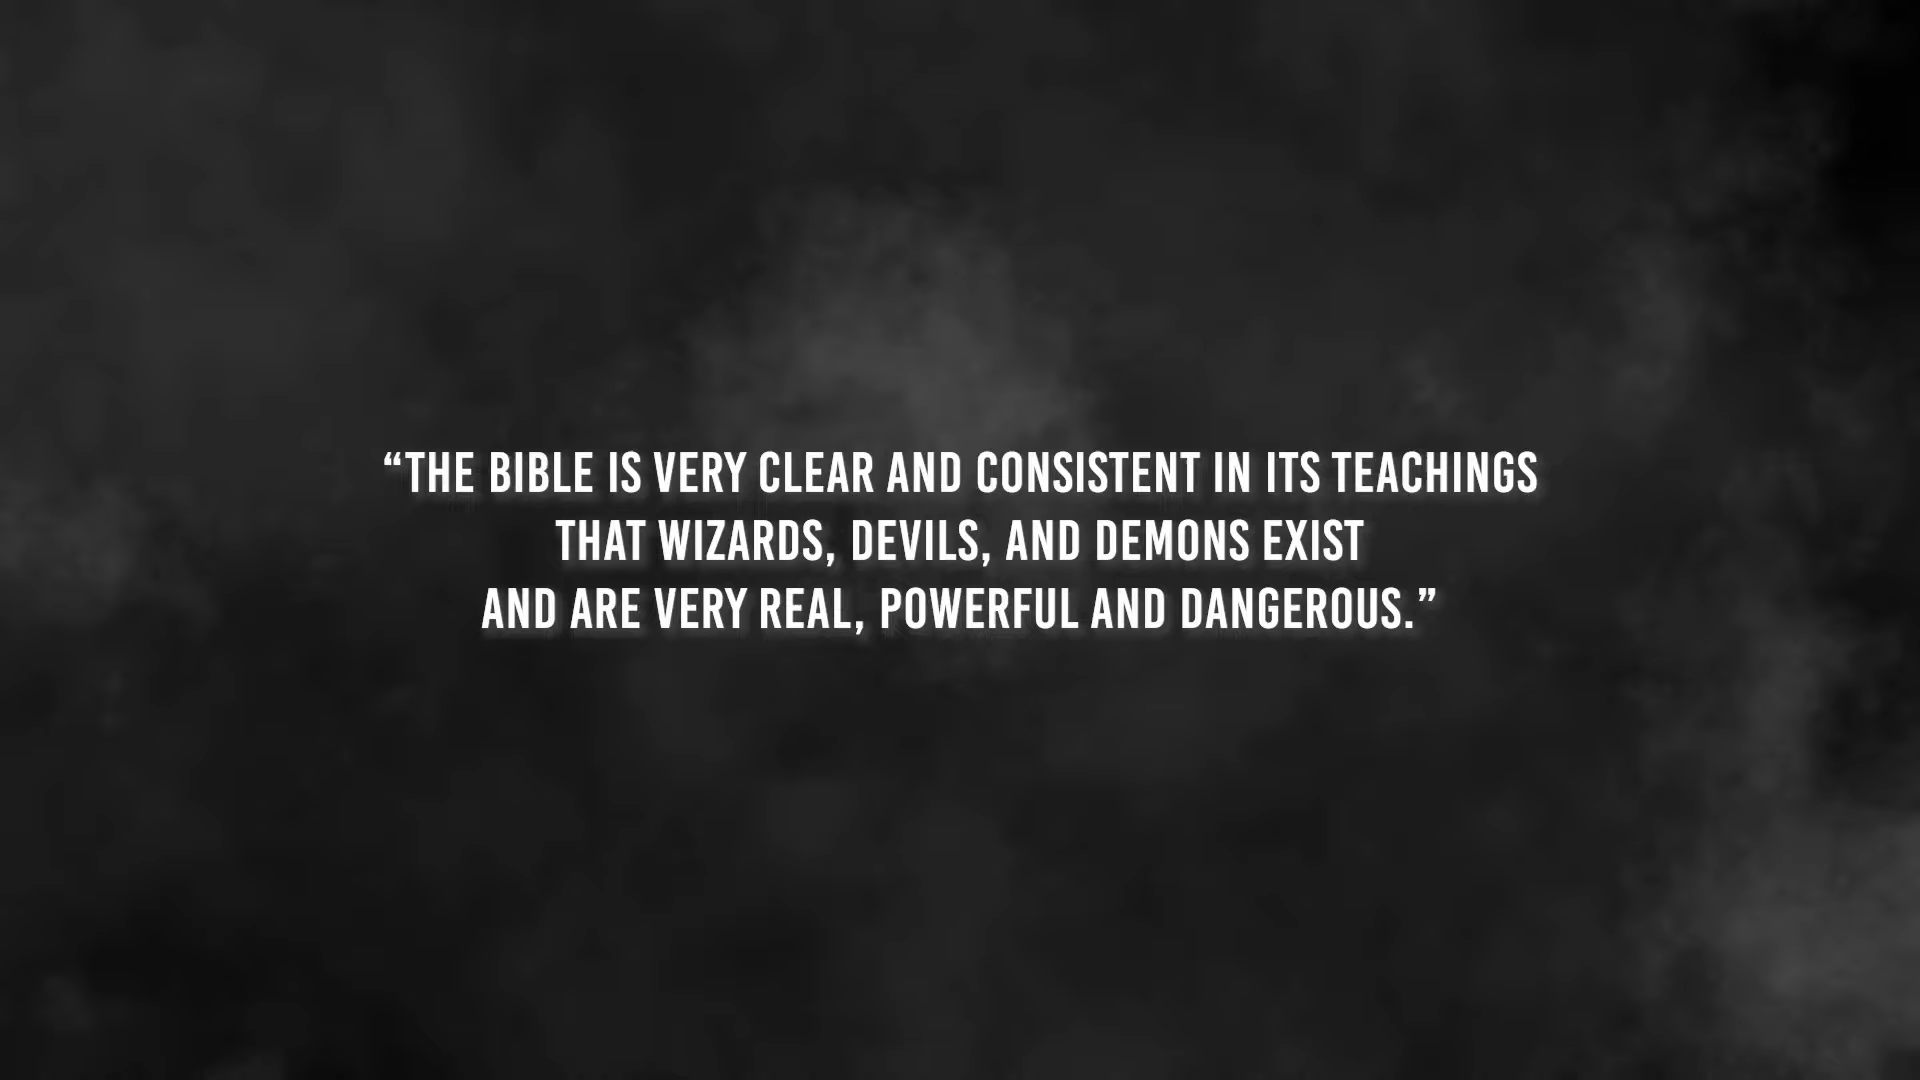 “THE BIBLE IS VERY CLEAR AND CONSISTENT IN ITS TEACHINGS
THAT WIZARDS, DEVILS, AND DEMONS EXIST
AND ARE VERY REAL, POWERFUL AND DANGEROUS.”